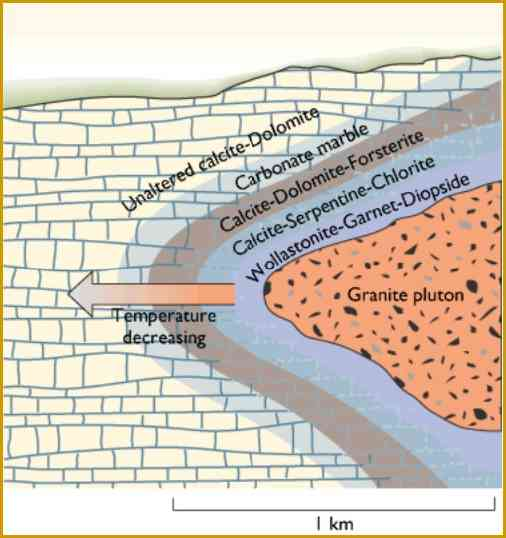 Unaltered calcite-Dolomite
Carbonate marble
Calcite-Dolomite-Forsterite
Calcite-Serpentine-Chlorite
Wollastonite-Garnet-Diopside
Granite pluton
Temperature
decreasing
1 km